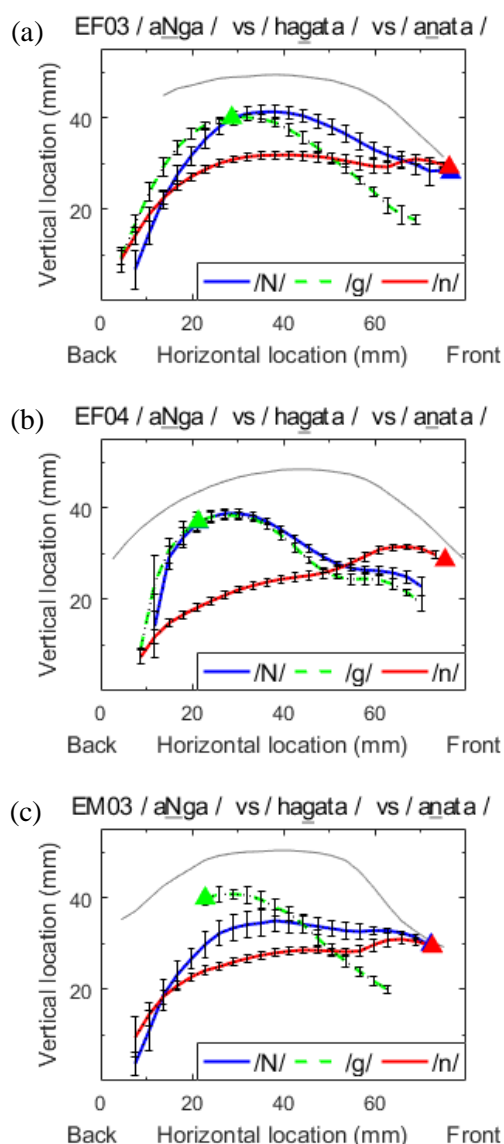 (a) EF03 / aNga / vs / hagata / vs / anata /
Vertical location (mm)
40
20
0 20 40 60
Back Horizontal location (mm) Front
/N/ /g/ /n/
(b) EF04 / aNga / vs / hagata / vs / anata /
Vertical location (mm)
40
20
0 20 40 60
Back Horizontal location (mm) Front
/N/ /g/ /n/
(c) EM03 / aNga / vs / hagata / vs / anata /
Vertical location (mm)
40
20
0 20 40 60
Back Horizontal location (mm) Front
/N/ /g/ /n/